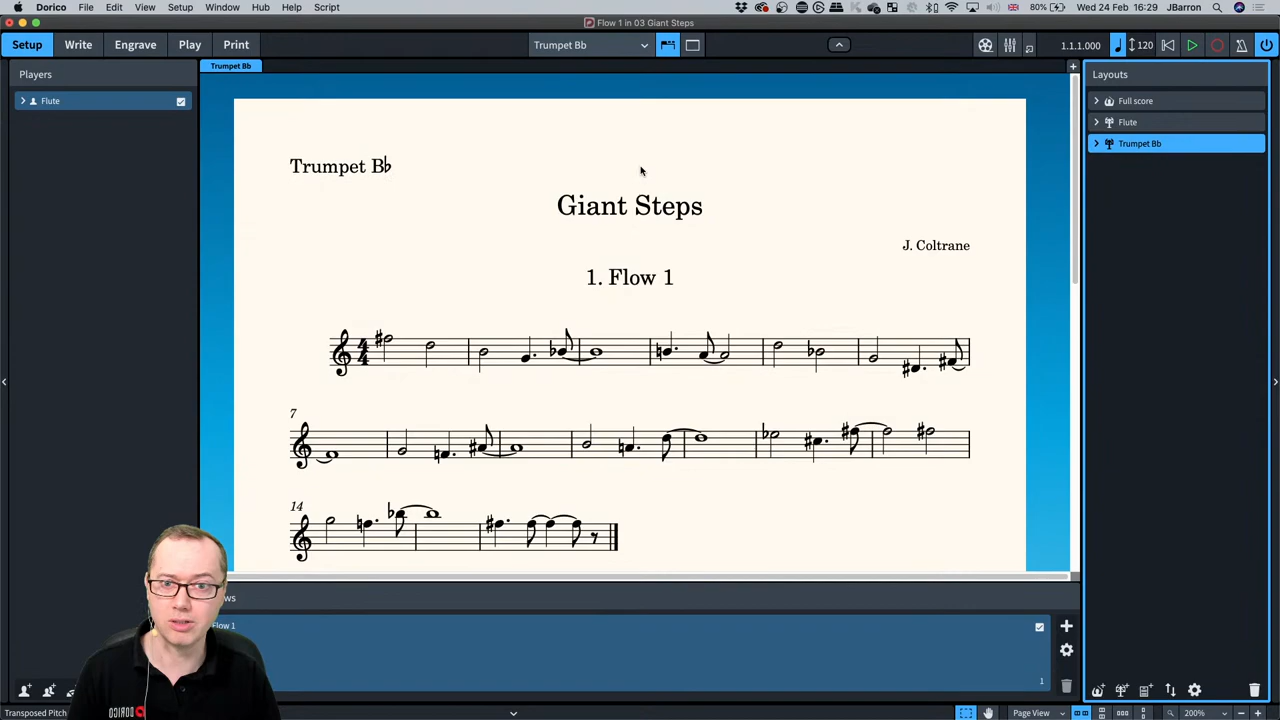 Dorico File Edit View Setup Window Hub Help Script 80% Wed 24 Feb 16:29 JBarron
Flow 1 in 03 Giant Steps
Setup Write Engrave Play Print Trumpet Bb 1.1.1.000 120
Players
Trumpet Bb
Layouts
Flute
Full score
Flute
Trumpet Bb
Trumpet B♭
Giant Steps
J. Coltrane
1. Flow 1
7
14
Flow 1
1
DORICO
Transposed Pitch
Page View
200%